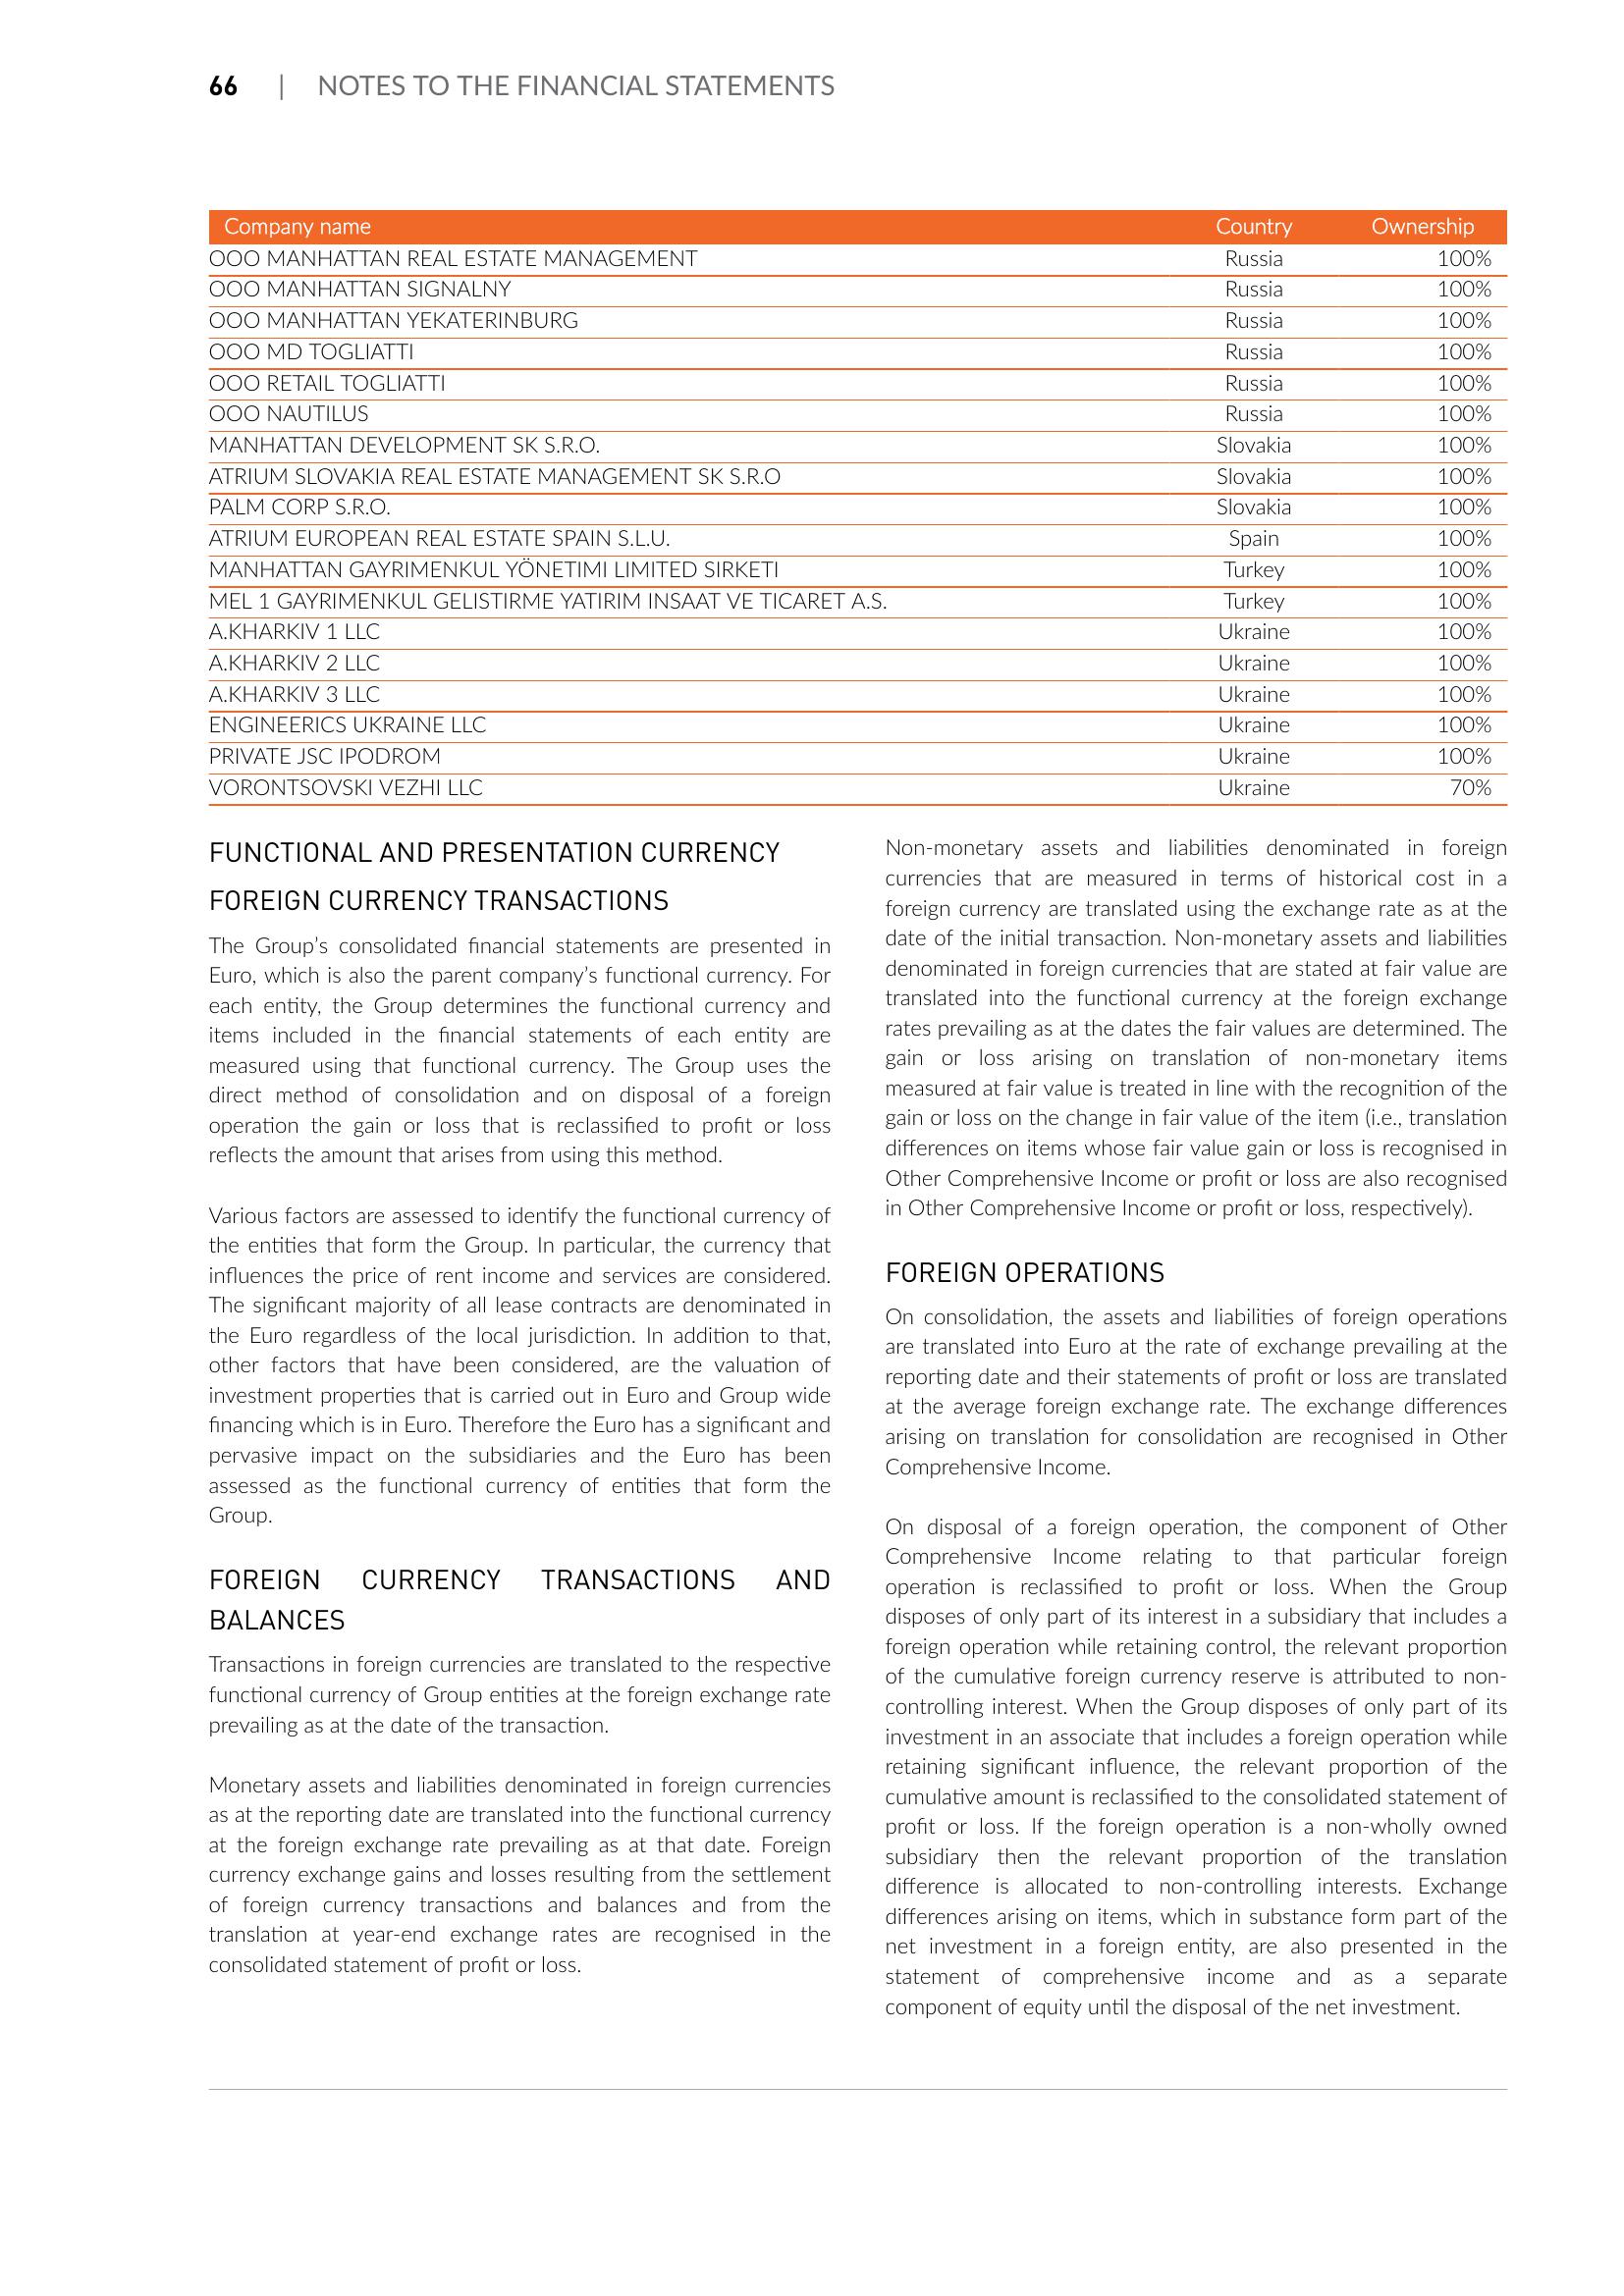 66 | NOTES TO THE FINANCIAL STATEMENTS
Company name Country Ownership
OOO MANHATTAN REAL ESTATE MANAGEMENT Russia 100%
OOO MANHATTAN SIGNALNY Russia 100%
OOO MANHATTAN YEKATERINBURG Russia 100%
OOO MD TOGLIATTI Russia 100%
OOO RETAIL TOGLIATTI Russia 100%
OOO NAUTILUS Russia 100%
MANHATTAN DEVELOPMENT SK S.R.O. Slovakia 100%
ATRIUM SLOVAKIA REAL ESTATE MANAGEMENT SK S.R.O Slovakia 100%
PALM CORP S.R.O. Slovakia 100%
ATRIUM EUROPEAN REAL ESTATE SPAIN S.L.U. Spain 100%
MANHATTAN GAYRIMENKUL YÖNETIMI LIMITED SIRKETI Turkey 100%
MEL 1 GAYRIMENKUL GELISTIRME YATIRIM INSAAT VE TICARET A.S. Turkey 100%
A.KHARKIV 1 LLC Ukraine 100%
A.KHARKIV 2 LLC Ukraine 100%
A.KHARKIV 3 LLC Ukraine 100%
ENGINEERICS UKRAINE LLC Ukraine 100%
PRIVATE JSC IPODROM Ukraine 100%
VORONTSOVSKI VEZHI LLC Ukraine 70%
FUNCTIONAL AND PRESENTATION CURRENCY
FOREIGN CURRENCY TRANSACTIONS
The Group's consolidated financial statements are presented in
Euro, which is also the parent company's functional currency. For
each entity, the Group determines the functional currency and
items included in the financial statements of each entity are
measured using that functional currency. The Group uses the
direct method of consolidation and on disposal of a foreign
operation the gain or loss that is reclassified to profit or loss
reflects the amount that arises from using this method.
Various factors are assessed to identify the functional currency of
the entities that form the Group. In particular, the currency that
influences the price of rent income and services are considered.
The significant majority of all lease contracts are denominated in
the Euro regardless of the local jurisdiction. In addition to that,
other factors that have been considered, are the valuation of
investment properties that is carried out in Euro and Group wide
financing which is in Euro. Therefore the Euro has a significant and
pervasive impact on the subsidiaries and the Euro has been
assessed as the functional currency of entities that form the
Group.
FOREIGN CURRENCY TRANSACTIONS AND
BALANCES
Transactions in foreign currencies are translated to the respective
functional currency of Group entities at the foreign exchange rate
prevailing as at the date of the transaction.
Monetary assets and liabilities denominated in foreign currencies
as at the reporting date are translated into the functional currency
at the foreign exchange rate prevailing as at that date. Foreign
currency exchange gains and losses resulting from the settlement
of foreign currency transactions and balances and from the
translation at year-end exchange rates are recognised in the
consolidated statement of profit or loss.
Non-monetary assets and liabilities denominated in foreign
currencies that are measured in terms of historical cost in a
foreign currency are translated using the exchange rate as at the
date of the initial transaction. Non-monetary assets and liabilities
denominated in foreign currencies that are stated at fair value are
translated into the functional currency at the foreign exchange
rates prevailing as at the dates the fair values are determined. The
gain or loss arising on translation of non-monetary items
measured at fair value is treated in line with the recognition of the
gain or loss on the change in fair value of the item (i.e., translation
differences on items whose fair value gain or loss is recognised in
Other Comprehensive Income or profit or loss are also recognised
in Other Comprehensive Income or profit or loss, respectively).
FOREIGN OPERATIONS
On consolidation, the assets and liabilities of foreign operations
are translated into Euro at the rate of exchange prevailing at the
reporting date and their statements of profit or loss are translated
at the average foreign exchange rate. The exchange differences
arising on translation for consolidation are recognised in Other
Comprehensive Income.
On disposal of a foreign operation, the component of Other
Comprehensive Income relating to that particular foreign
operation is reclassified to profit or loss. When the Group
disposes of only part of its interest in a subsidiary that includes a
foreign operation while retaining control, the relevant proportion
of the cumulative foreign currency reserve is attributed to non-
controlling interest. When the Group disposes of only part of its
investment in an associate that includes a foreign operation while
retaining significant influence, the relevant proportion of the
cumulative amount is reclassified to the consolidated statement of
profit or loss. If the foreign operation is a non-wholly owned
subsidiary then the relevant proportion of the translation
difference is allocated to non-controlling interests. Exchange
differences arising on items, which in substance form part of the
net investment in a foreign entity, are also presented in the
statement of comprehensive income and as a separate
component of equity until the disposal of the net investment.